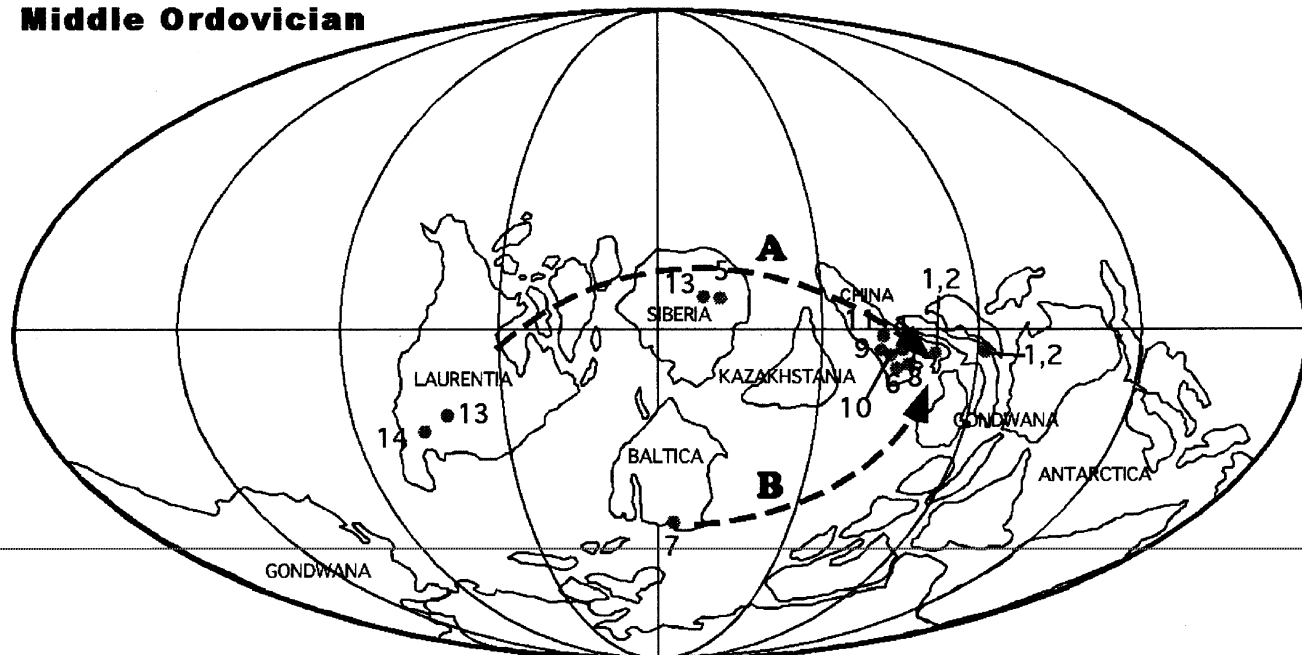 Middle Ordovician
A
13 5
SIBERIA
CHINA
1,2
11
9
1,2
LAURENTIA
KAZAKHSTANIA
6
8
10
13
14
GONDWANA
BALTICA
ANTARCTICA
B
7
GONDWANA